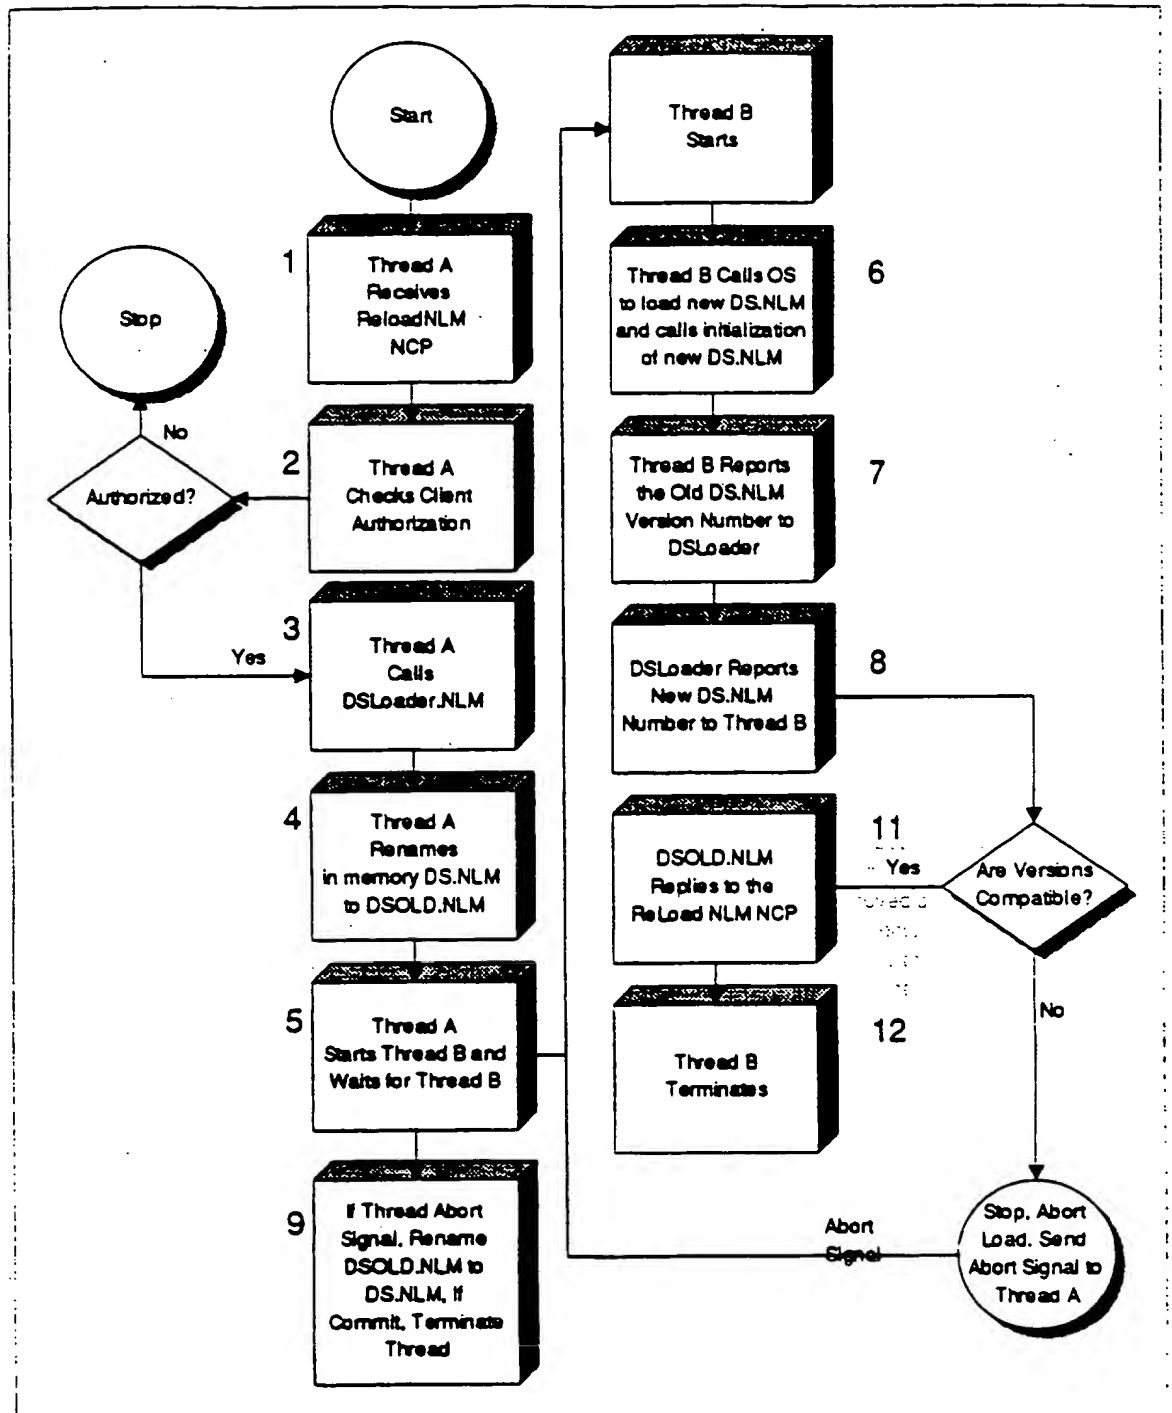 Start
1
Thread A
Receives
ReloadNLM
NCP
Stop
No
2
Thread A
Checks Client
Authorization
Authorized?
Yes
3
Thread A
Calls
DSLoader.NLM
4
Thread A
Renames
in memory DS.NLM
to DSOLD.NLM
5
Thread A
Starts Thread B and
Waits for Thread B
9
If Thread Abort
Signal, Rename
DSOLD.NLM to
DS.NLM, If
Commit, Terminate
Thread
Thread B
Starts
6
Thread B Calls OS
to load new DS.NLM
and calls initialization
of new DS.NLM
7
Thread B Reports
the Old DS.NLM
Version Number to
DSLoader
8
DSLoader Reports
New DS.NLM
Number to Thread B
Are Versions
Compatible?
Yes
11
DSOLD.NLM
Replies to the
ReLoad NLM NCP
12
Thread B
Terminates
No
Stop, Abort
Load. Send
Abort Signal to
Thread A
Abort
Signal